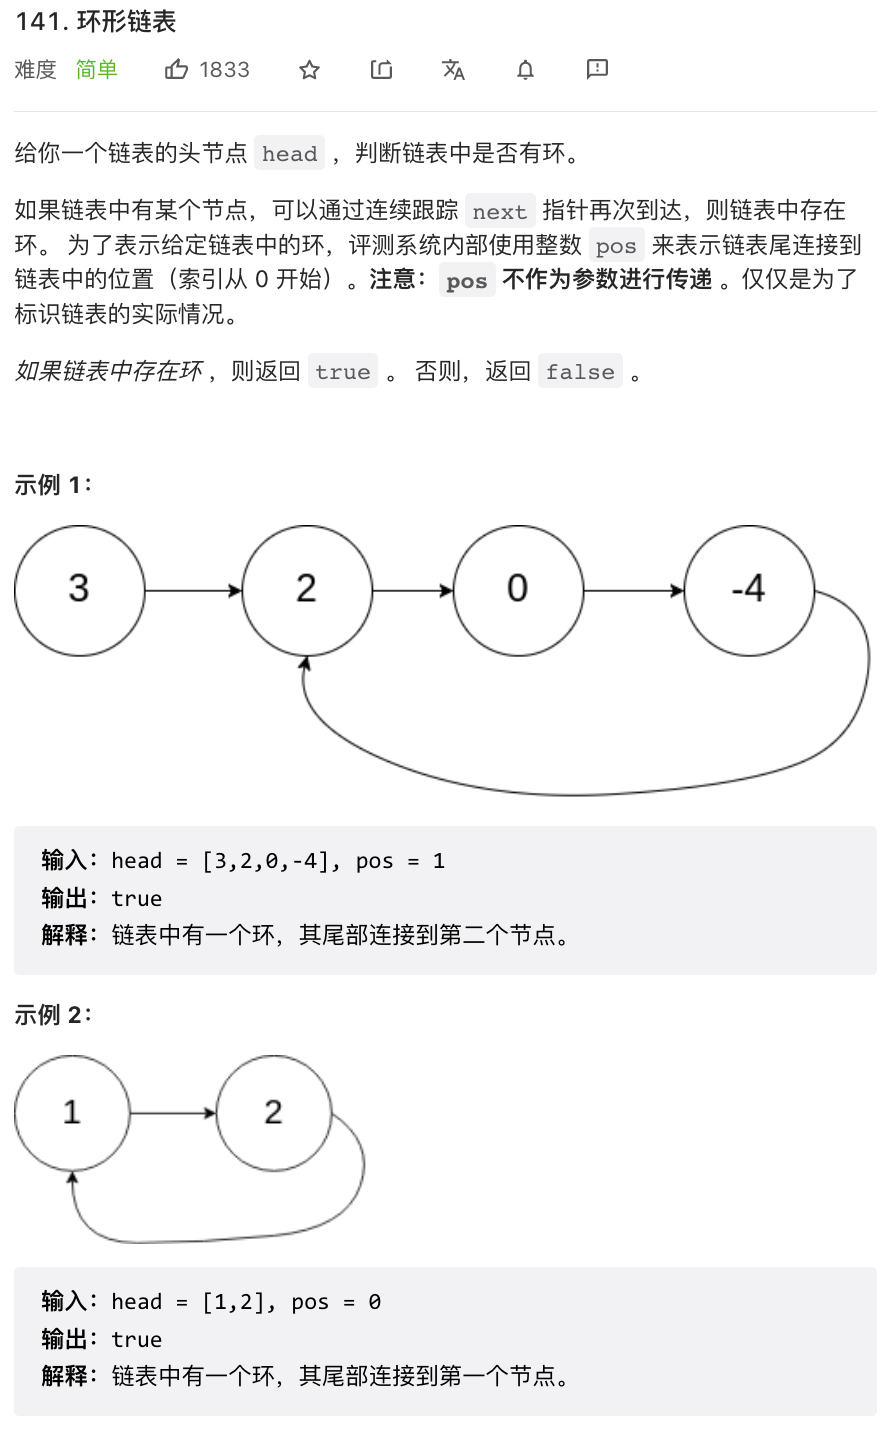 141. 环形链表
难度 简单 1833
给你一个链表的头节点 head ，判断链表中是否有环。
如果链表中有某个节点，可以通过连续跟踪 next 指针再次到达，则链表中存在
环。 为了表示给定链表中的环，评测系统内部使用整数 pos 来表示链表尾连接到
链表中的位置（索引从 0 开始）。注意：pos 不作为参数进行传递 。仅仅是为了
标识链表的实际情况。
如果链表中存在环 ，则返回 true 。 否则，返回 false 。
示例 1：
3 2 0 -4
输入：head = [3,2,0,-4], pos = 1
输出：true
解释：链表中有一个环，其尾部连接到第二个节点。
示例 2：
1 2
输入：head = [1,2], pos = 0
输出：true
解释：链表中有一个环，其尾部连接到第一个节点。